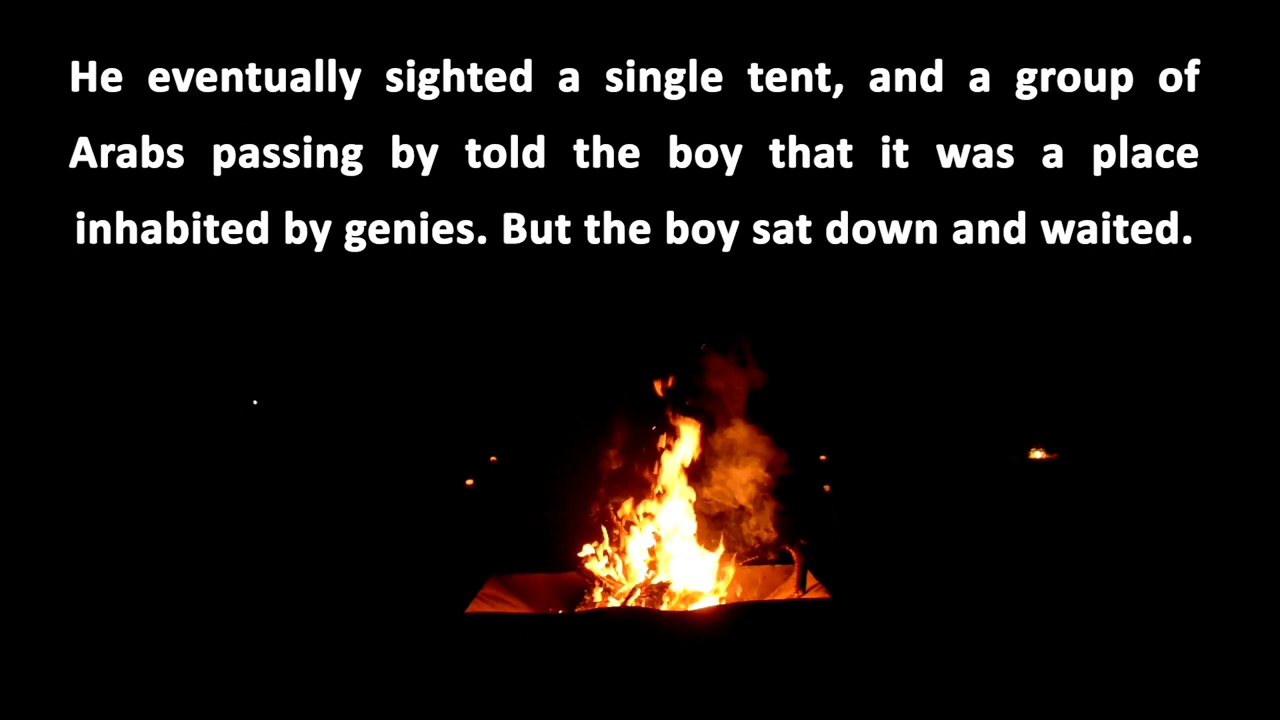 He eventually sighted a single tent, and a group of
Arabs passing by told the boy that it was a place
inhabited by genies. But the boy sat down and waited.